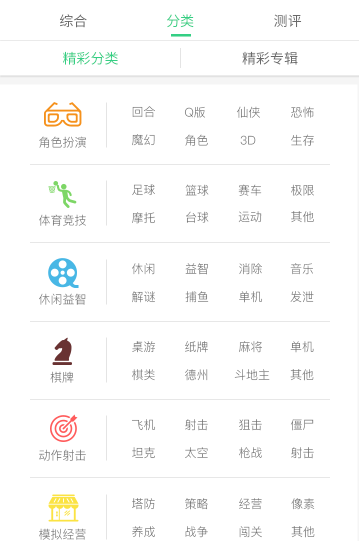 综合 分类 测评
精彩分类 精彩专辑
回合 Q版 仙侠 恐怖
角色扮演
魔幻 角色 3D 生存
足球 篮球 赛车 极限
体育竞技
摩托 台球 运动 其他
休闲 益智 消除 音乐
休闲益智
解谜 捕鱼 单机 发泄
桌游 纸牌 麻将 单机
棋牌
棋类 德州 斗地主 其他
飞机 射击 狙击 僵尸
动作射击
坦克 太空 枪战 射击
塔防 策略 经营 像素
模拟经营
养成 战争 闯关 其他